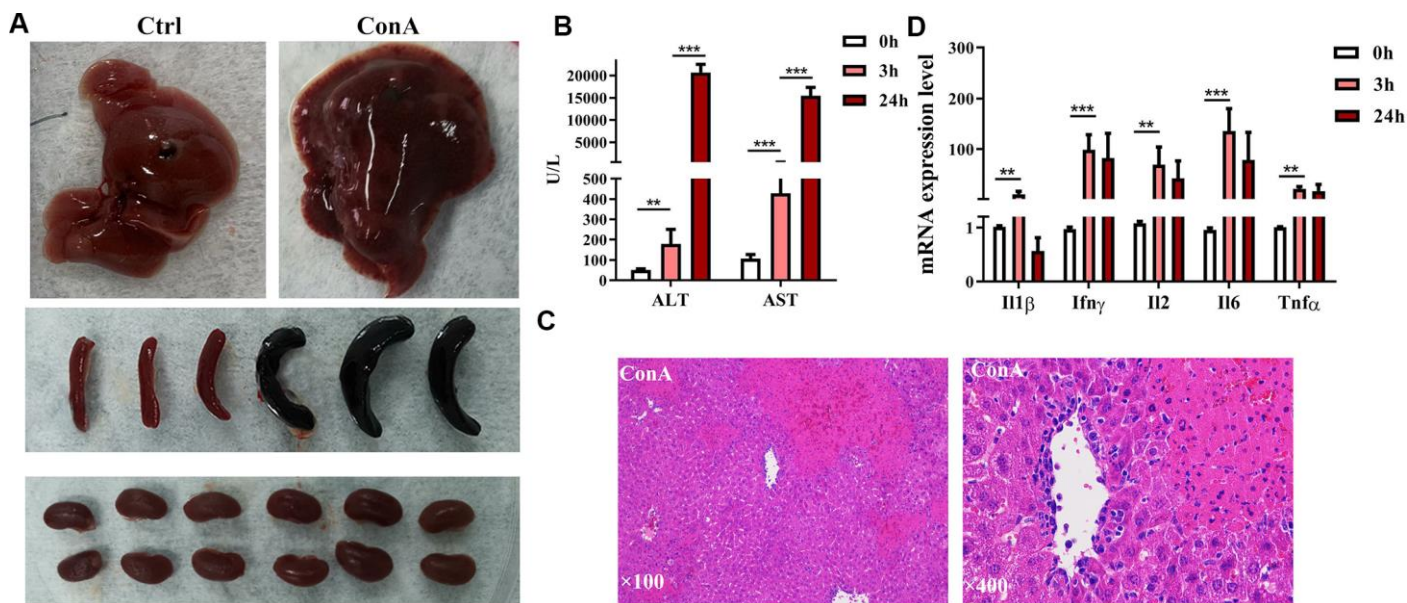 A
Ctrl
ConA
B
U/L
20000
15000
10000
5000
500
400
300
200
100
0
**
***
***
***
ALT
AST
0h
3h
24h
D
mRNA expression level
300
200
100
1
0
**
***
**
***
**
Il1β
Ifnγ
Il2
Il6
Tnfα
0h
3h
24h
C
ConA
×100
ConA
×400